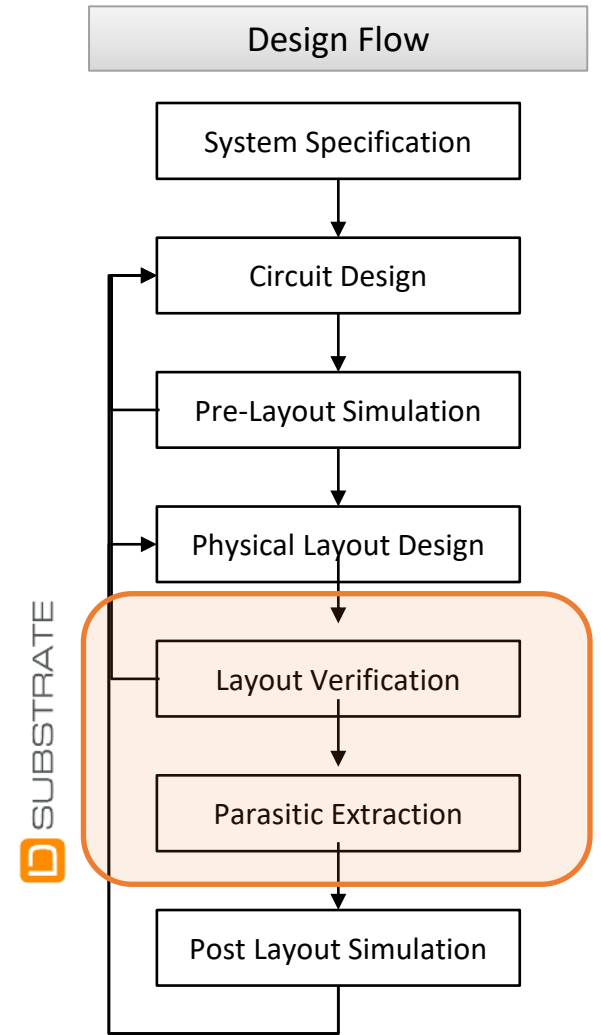 Design Flow
System Specification
Circuit Design
Pre-Layout Simulation
Physical Layout Design
Layout Verification
Parasitic Extraction
Post Layout Simulation
SUBSTRATE